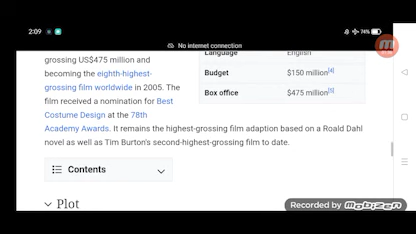 2:09
74%
No internet connection
grossing US$475 million and
becoming the eighth-highest-
grossing film worldwide in 2005. The
film received a nomination for Best
Costume Design at the 78th
Academy Awards. It remains the highest-grossing film adaption based on a Roald Dahl
novel as well as Tim Burton's second-highest-grossing film to date.
Language English
Budget $150 million[4]
Box office $475 million[5]
Contents
Plot
Recorded by Mobizen